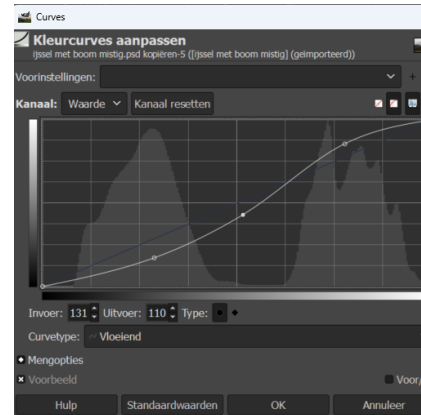 Curves
Kleurcurves aanpassen
ijssel met boom mistig.psd kopiëren-5 ([ijssel met boom mistig] (geïmporteerd))
Voorinstellingen:
Kanaal: Waarde Kanaal resetten
Invoer: 131 Uitvoer: 110 Type:
Curvetype: Vloeiend
Mengopties
Voorbeeld Voor/
Hulp Standaardwaarden OK Annuleer